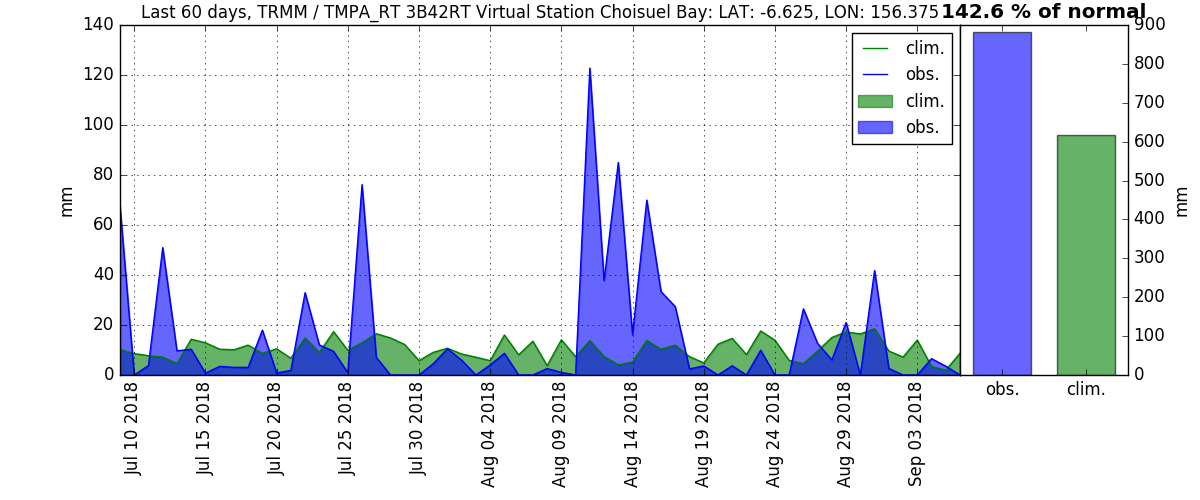 Last 60 days, TRMM / TMPA_RT 3B42RT Virtual Station Choisuel Bay: LAT: -6.625, LON: 156.375
142.6 % of normal
140
120
100
80
60
40
20
0
mm
clim.
obs.
clim.
obs.
Jul 10 2018
Jul 15 2018
Jul 20 2018
Jul 25 2018
Jul 30 2018
Aug 04 2018
Aug 09 2018
Aug 14 2018
Aug 19 2018
Aug 24 2018
Aug 29 2018
Sep 03 2018
900
800
700
600
500
400
300
200
100
0
mm
obs.
clim.